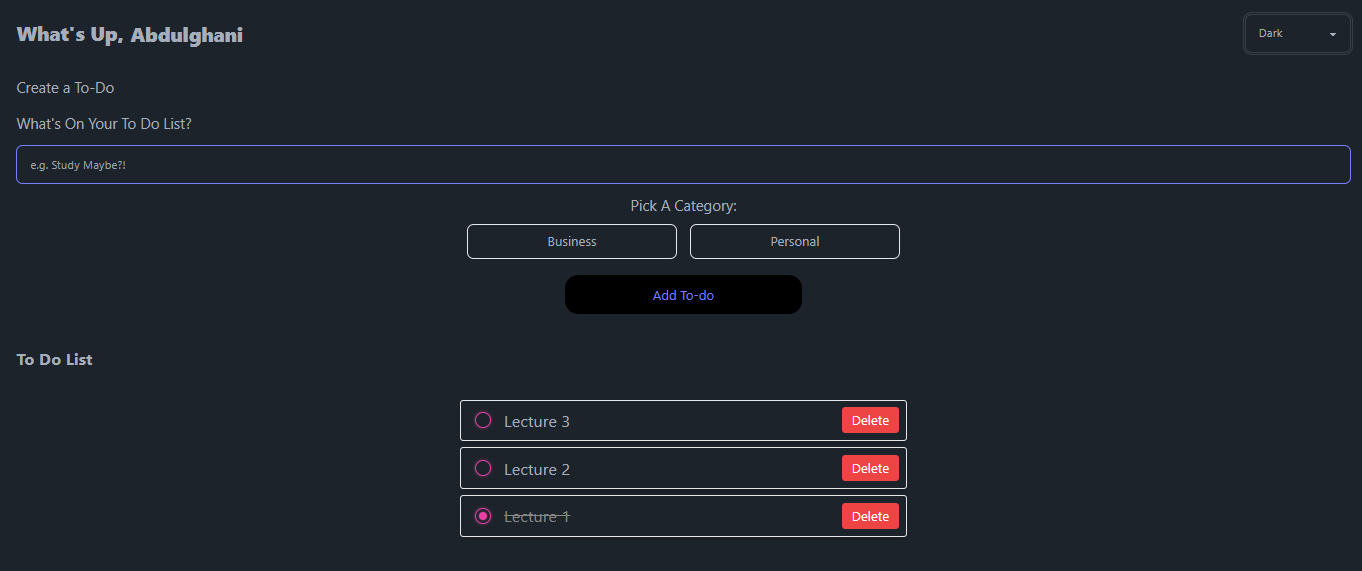 What's Up, Abdulghani
Dark
Create a To-Do
What's On Your To Do List?
e.g. Study Maybe?!
Pick A Category:
Business Personal
Add To-do
To Do List
Lecture 3 Delete
Lecture 2 Delete
Lecture 1 Delete